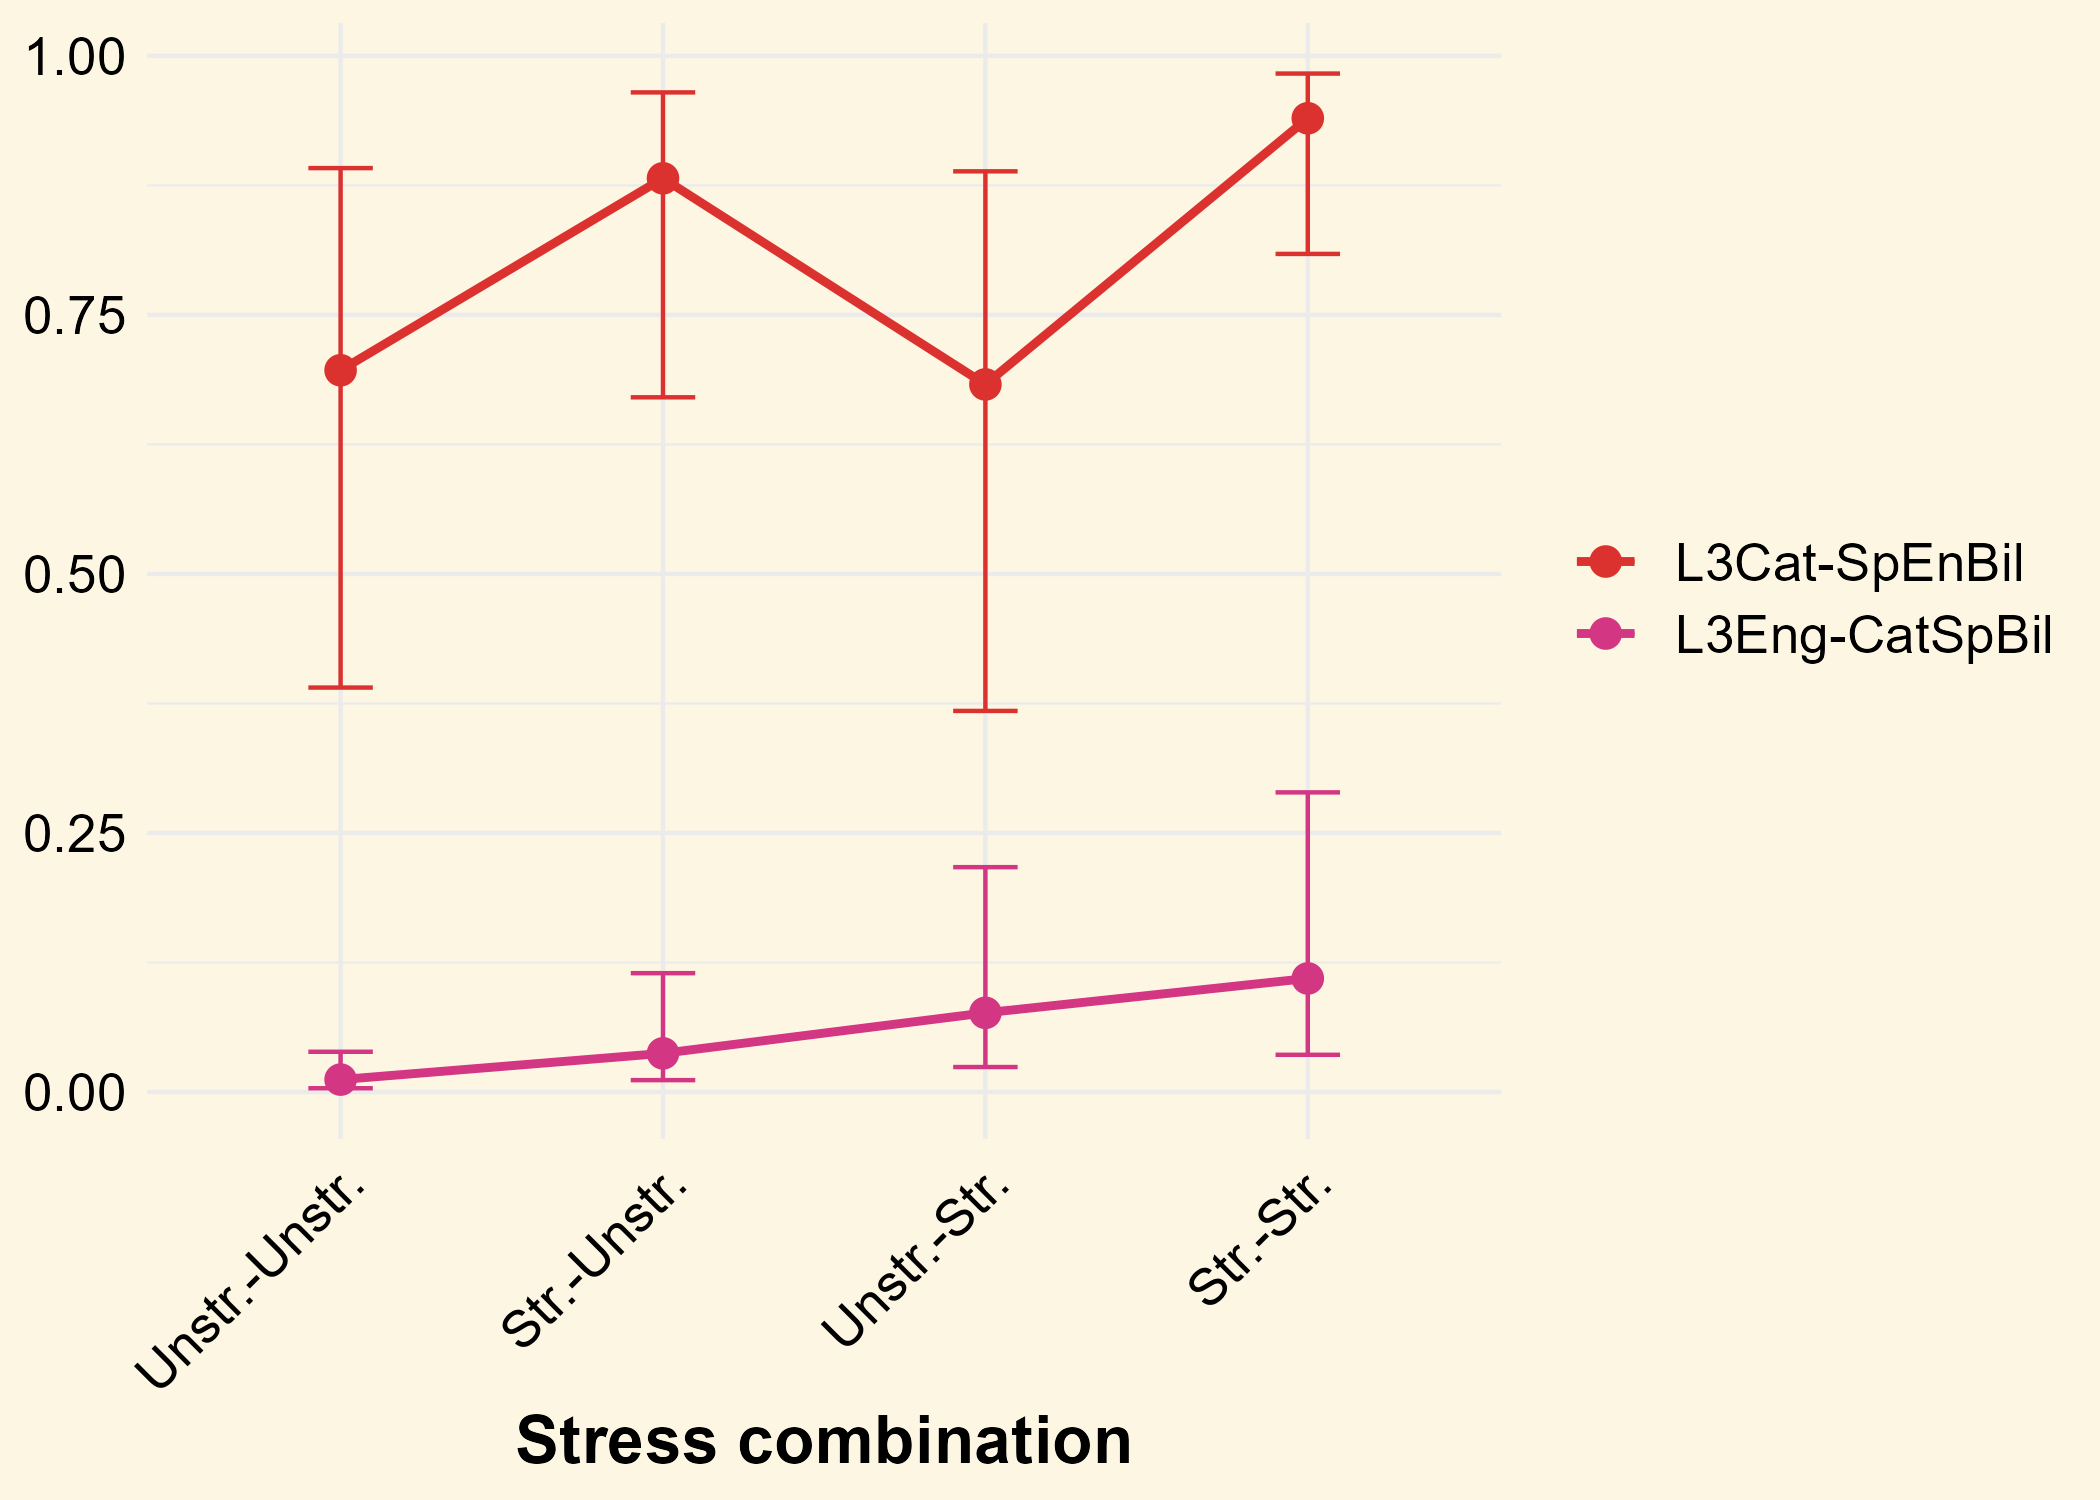 1.00
0.75
0.50
0.25
0.00
Unstr.-Unstr.
Str.-Unstr.
Unstr.-Str.
Str.-Str.
Stress combination
L3Cat-SpEnBil
L3Eng-CatSpBil